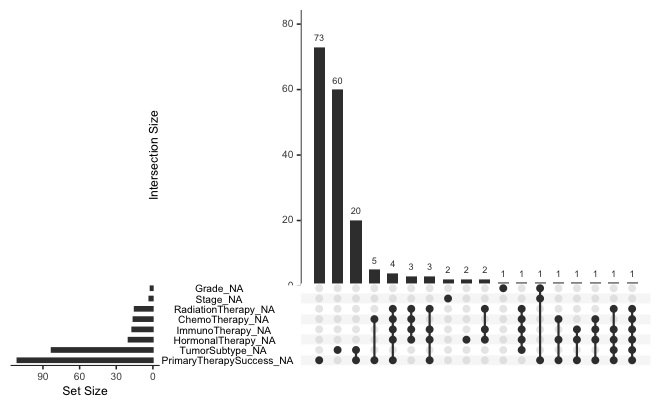 80
73
60
60
40
20
20
5
4
3
3
2
2
2
1
1
1
1
1
1
1
1
0
Intersection Size
Grade_NA
Stage_NA
RadiationTherapy_NA
ChemoTherapy_NA
ImmunoTherapy_NA
HormonalTherapy_NA
TumorSubtype_NA
PrimaryTherapySuccess_NA
90
60
30
0
Set Size